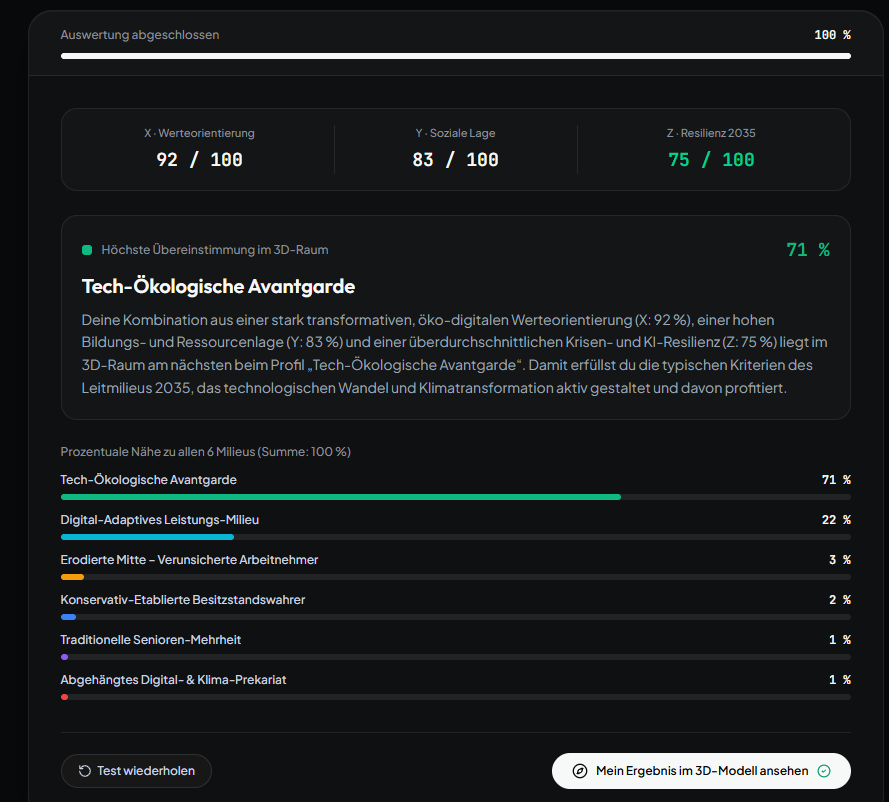 Auswertung abgeschlossen 100 %
X · Werteorientierung Y · Soziale Lage Z · Resilienz 2035
92 / 100 83 / 100 75 / 100
Höchste Übereinstimmung im 3D-Raum 71 %
Tech-Ökologische Avantgarde
Deine Kombination aus einer stark transformativen, öko-digitalen Werteorientierung (X: 92 %), einer hohen
Bildungs- und Ressourcenlage (Y: 83 %) und einer überdurchschnittlichen Krisen- und KI-Resilienz (Z: 75 %) liegt im
3D-Raum am nächsten beim Profil „Tech-Ökologische Avantgarde“. Damit erfüllst du die typischen Kriterien des
Leitmilieus 2035, das technologischen Wandel und Klimatransformation aktiv gestaltet und davon profitiert.
Prozentuale Nähe zu allen 6 Milieus (Summe: 100 %)
Tech-Ökologische Avantgarde 71 %
Digital-Adaptives Leistungs-Milieu 22 %
Erodierte Mitte – Verunsicherte Arbeitnehmer 3 %
Konservativ-Etablierte Besitzstandswahrer 2 %
Traditionelle Senioren-Mehrheit 1 %
Abgehängtes Digital- & Klima-Prekariat 1 %
Test wiederholen Mein Ergebnis im 3D-Modell ansehen